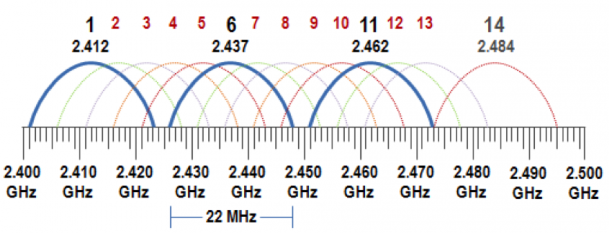 1 2 3 4 5 6 7 8 9 10 11 12 13 14
2.412 2.437 2.462 2.484
2.400 2.410 2.420 2.430 2.440 2.450 2.460 2.470 2.480 2.490 2.500
GHz GHz GHz GHz GHz GHz GHz GHz GHz GHz GHz
22 MHz